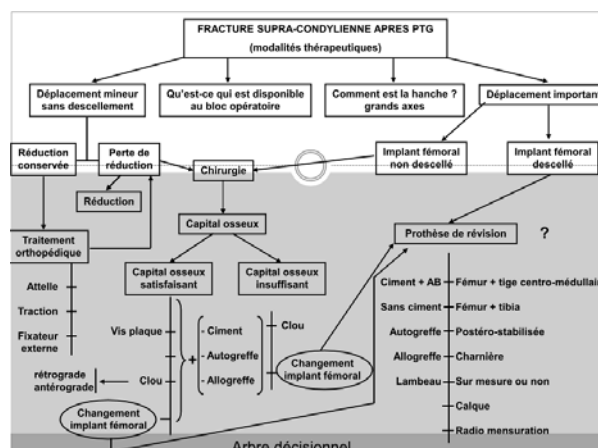 FRACTURE SUPRA-CONDYLIENNE APRES PTG
(modalités thérapeutiques)
Déplacement mineur
sans descellement
Qu'est-ce qui est disponible
au bloc opératoire
Comment est la hanche ?
grands axes
Déplacement important
Réduction
conservée
Perte de
réduction
Chirurgie
Implant fémoral
non descellé
Implant fémoral
descellé
Réduction
Capital osseux
Prothèse de révision
?
Traitement
orthopédique
Capital osseux
satisfaisant
Capital osseux
insuffisant
Attelle
Traction
Fixateur
externe
Vis plaque
Clou
rétrograde
antérograde
+
- Ciment
- Autogreffe
- Allogreffe
Clou
Changement
implant fémoral
Changement
implant fémoral
Ciment + AB
Fémur + tige centro-médullair
Sans ciment
Fémur + tibia
Autogreffe
Postéro-stabilisée
Allogreffe
Charnière
Lambeau
Sur mesure ou non
Calque
Radio mensuration
Arbre décisionnel